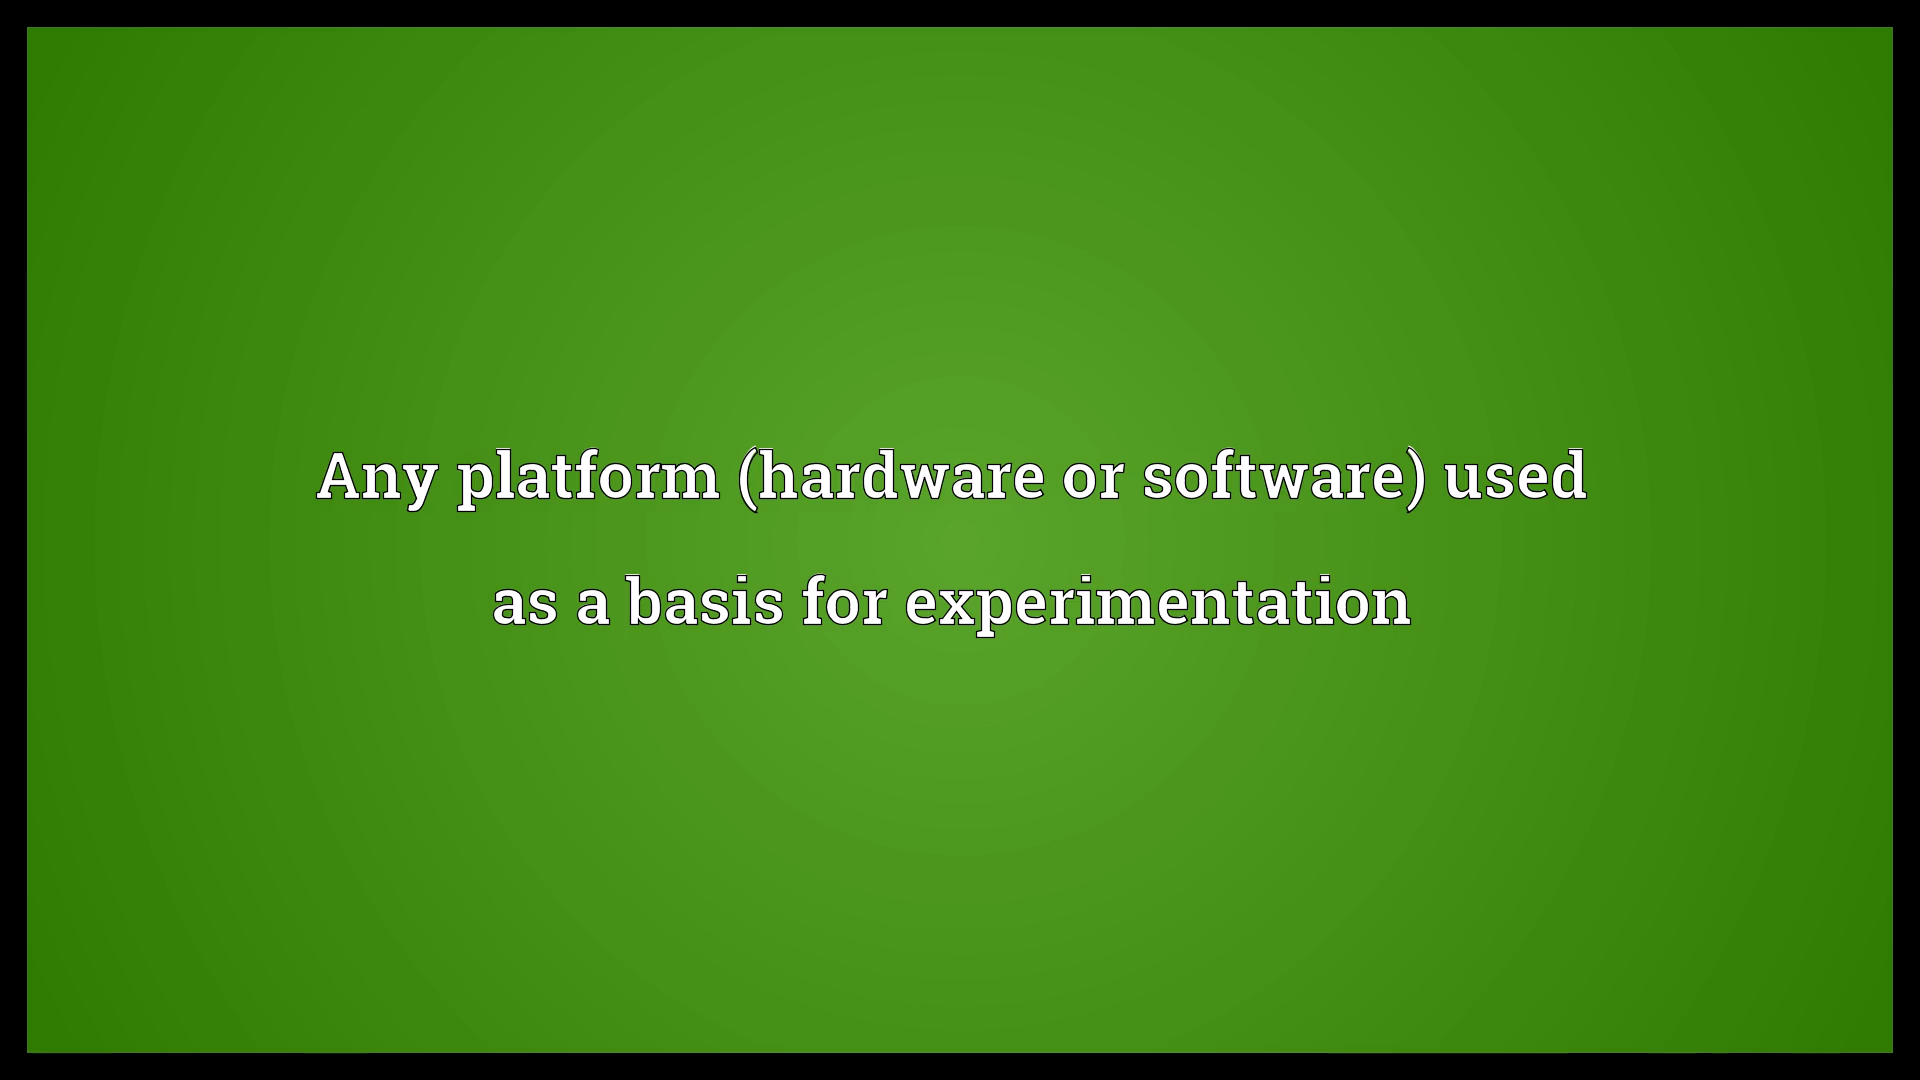 Any platform (hardware or software) used
as a basis for experimentation